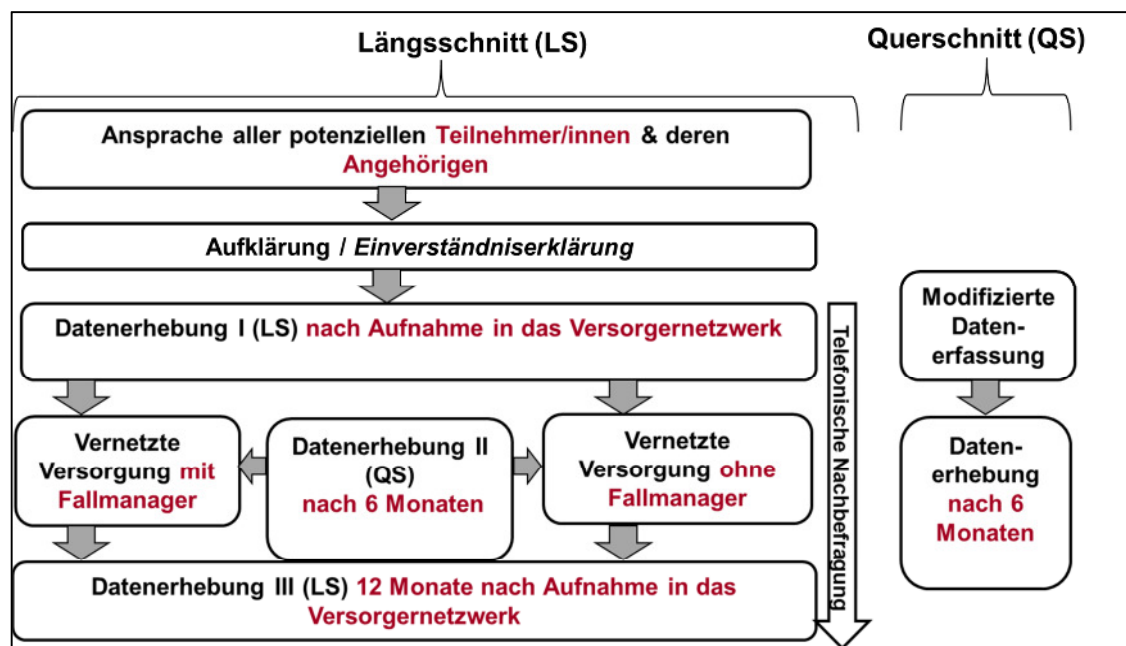 Längsschnitt (LS)
Querschnitt (QS)
Ansprache aller potenziellen Teilnehmer/innen & deren
Angehörigen
Aufklärung / Einverständniserklärung
Datenerhebung I (LS) nach Aufnahme in das Versorgernetzwerk
Vernetzte
Versorgung mit
Fallmanager
Datenerhebung II
(QS)
nach 6 Monaten
Vernetzte
Versorgung ohne
Fallmanager
Datenerhebung III (LS) 12 Monate nach Aufnahme in das
Versorgernetzwerk
Telefonische Nachbefragung
Modifizierte
Daten-
erfassung
Daten-
erhebung
nach 6
Monaten